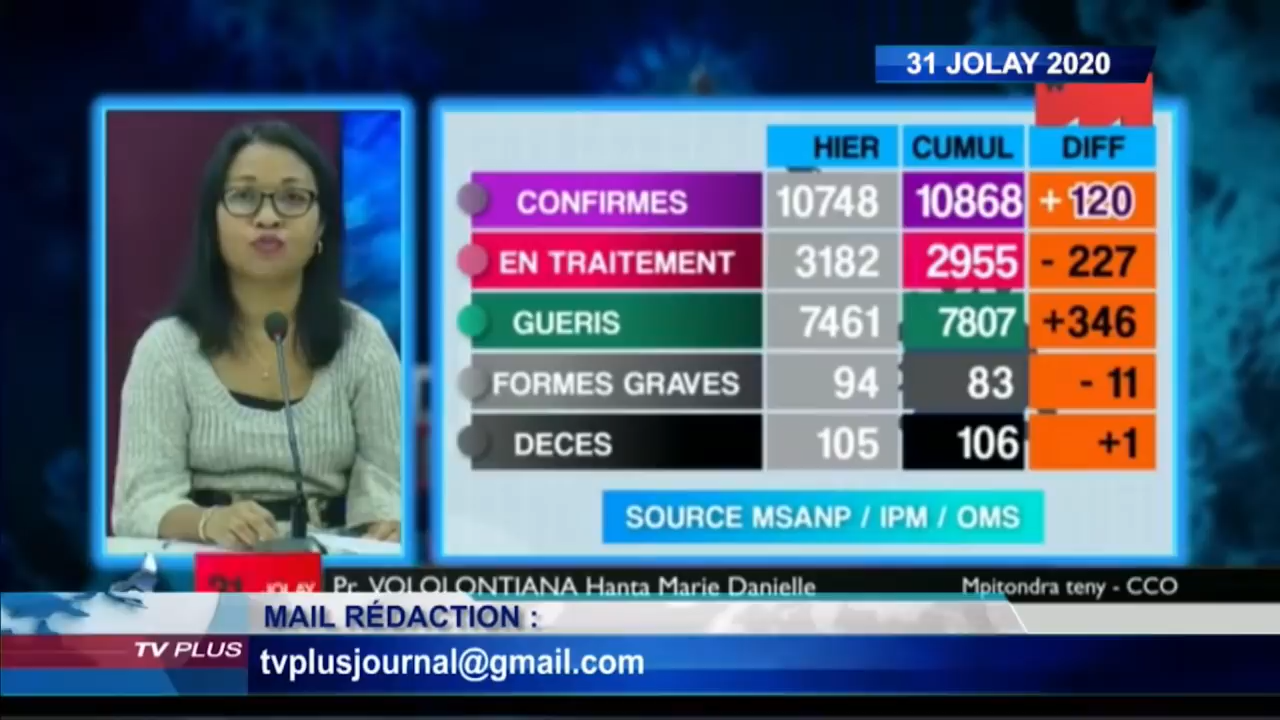 31 JOLAY 2020
HIER CUMUL DIFF
CONFIRMES 10748 10868 + 120
EN TRAITEMENT 3182 2955 - 227
GUERIS 7461 7807 +346
FORMES GRAVES 94 83 - 11
DECES 105 106 +1
SOURCE MSANP / IPM / OMS
31 JOLAY Pr. VOLOLONTIANA Hanta Marie Danielle Mpitondra teny - CCO
MAIL RÉDACTION :
TV PLUS tvplusjournal@gmail.com